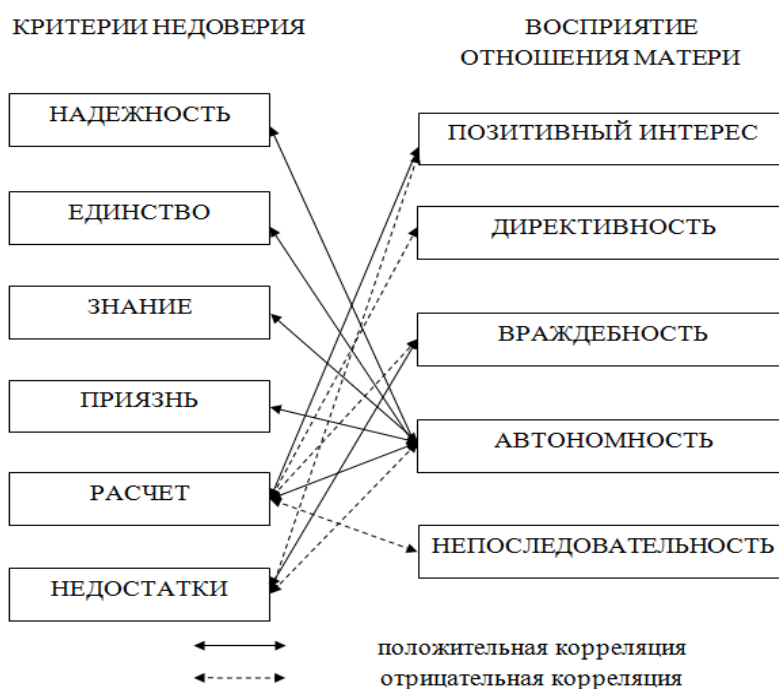 КРИТЕРИИ НЕДОВЕРИЯ
ВОСПРИЯТИЕ
ОТНОШЕНИЯ МАТЕРИ
НАДЕЖНОСТЬ
ЕДИНСТВО
ЗНАНИЕ
ПРИЯЗНЬ
РАСЧЕТ
НЕДОСТАТКИ
ПОЗИТИВНЫЙ ИНТЕРЕС
ДИРЕКТИВНОСТЬ
ВРАЖДЕБНОСТЬ
АВТОНОМНОСТЬ
НЕПОСЛЕДОВАТЕЛЬНОСТЬ
положительная корреляция
отрицательная корреляция